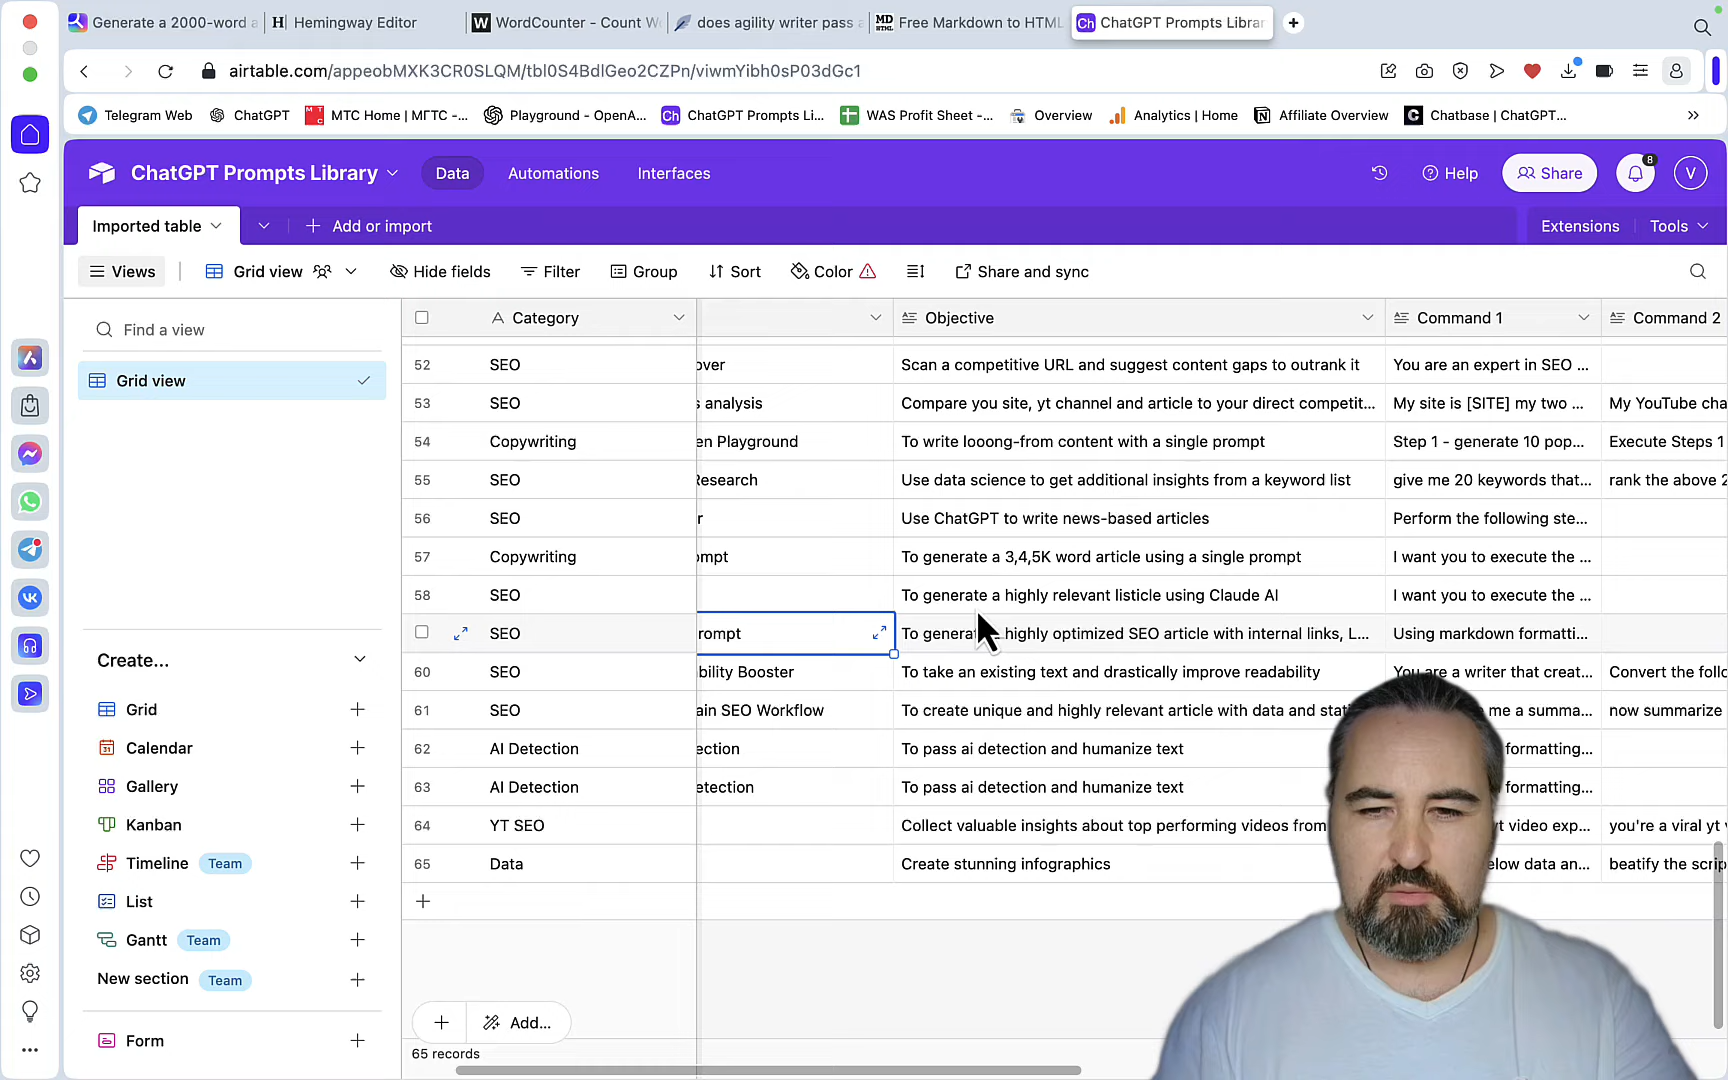 Generate a 2000-word a
Hemingway Editor
WordCounter - Count W
does agility writer pass a
Free Markdown to HTML
ChatGPT Prompts Librar
airtable.com/appeobMXK3CR0SLQM/tbl0S4BdlGeo2CZPn/viwmYibh0sP03dGc1
Telegram Web
ChatGPT
МТС Home | МГТС -...
Playground - OpenA...
ChatGPT Prompts Li...
WAS Profit Sheet -...
Overview
Analytics | Home
Affiliate Overview
Chatbase | ChatGPT...
ChatGPT Prompts Library
Data
Automations
Interfaces
Help
Share
8
V
Imported table
Add or import
Extensions
Tools
Views
Grid view
Hide fields
Filter
Group
Sort
Color
Share and sync
Find a view
Grid view
Create...
Grid
Calendar
Gallery
Kanban
Timeline Team
List
Gantt Team
New section Team
Form
Category Objective Command 1 Command 2
52 SEO over Scan a competitive URL and suggest content gaps to outrank it You are an expert in SEO ...
53 SEO s analysis Compare you site, yt channel and article to your direct competit... My site is [SITE] my two ... My YouTube cha
54 Copywriting en Playground To write looong-from content with a single prompt Step 1 - generate 10 pop... Execute Steps 1
55 SEO Research Use data science to get additional insights from a keyword list give me 20 keywords that... rank the above 2
56 SEO r Use ChatGPT to write news-based articles Perform the following ste...
57 Copywriting ompt To generate a 3,4,5K word article using a single prompt I want you to execute the ...
58 SEO To generate a highly relevant listicle using Claude AI I want you to execute the ...
SEO rompt To generate a highly optimized SEO article with internal links, L... Using markdown formatti...
60 SEO bility Booster To take an existing text and drastically improve readability You are a writer that creat... Convert the follo
61 SEO ain SEO Workflow To create unique and highly relevant article with data and stati me a summa... now summarize
62 AI Detection ection To pass ai detection and humanize text formatting...
63 AI Detection etection To pass ai detection and humanize text formatting...
64 YT SEO Collect valuable insights about top performing videos from yt video exp... you're a viral yt v
65 Data Create stunning infographics elow data an... beatify the scrip
Add...
65 records